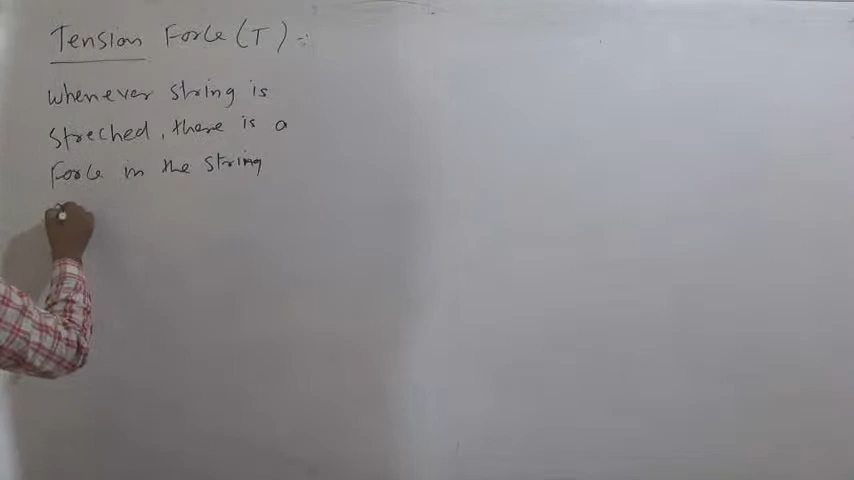 Tension Force (T) :-
whenever string is
streched, there is a
Force in the string